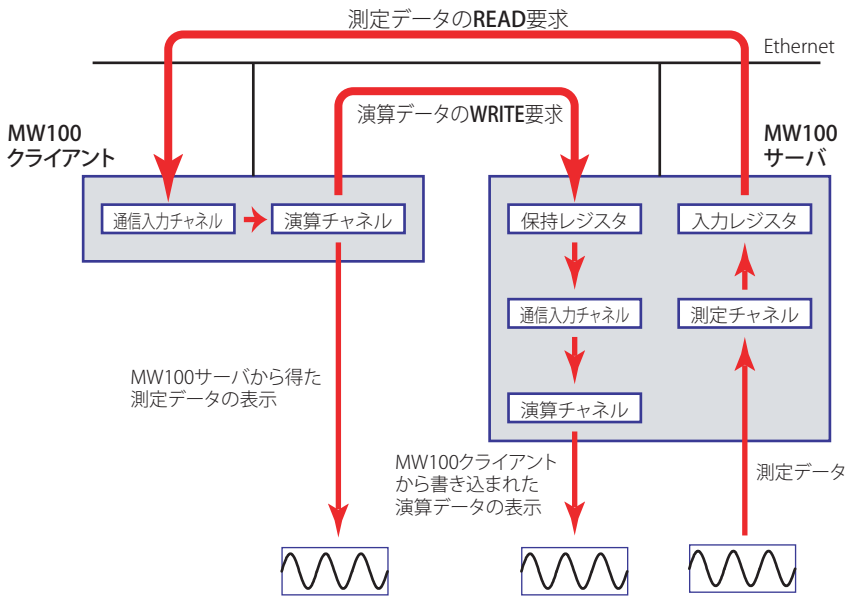 測定データのREAD要求
Ethernet
演算データのWRITE要求
MW100
クライアント
MW100
サーバ
通信入力チャネル
演算チャネル
保持レジスタ
入力レジスタ
通信入力チャネル
測定チャネル
演算チャネル
MW100サーバから得た
測定データの表示
MW100クライアント
から書き込まれた
演算データの表示
測定データ